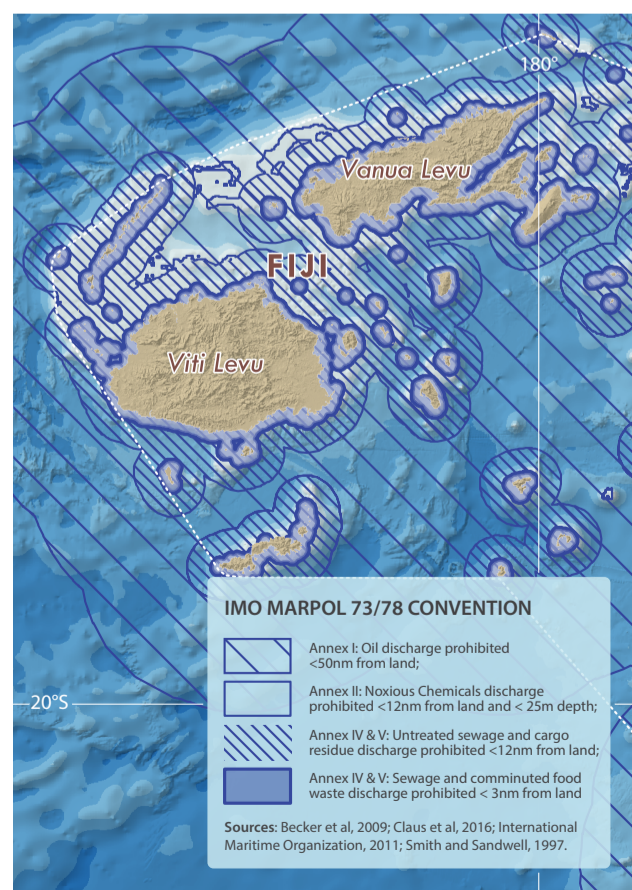 180°
Vanua Levu
FIJI
Viti Levu
20°S
IMO MARPOL 73/78 CONVENTION
Annex I: Oil discharge prohibited
<50nm from land;
Annex II: Noxious Chemicals discharge
prohibited <12nm from land and < 25m depth;
Annex IV & V: Untreated sewage and cargo
residue discharge prohibited <12nm from land;
Annex IV & V: Sewage and comminuted food
waste discharge prohibited < 3nm from land
Sources: Becker et al, 2009; Claus et al, 2016; International
Maritime Organization, 2011; Smith and Sandwell, 1997.